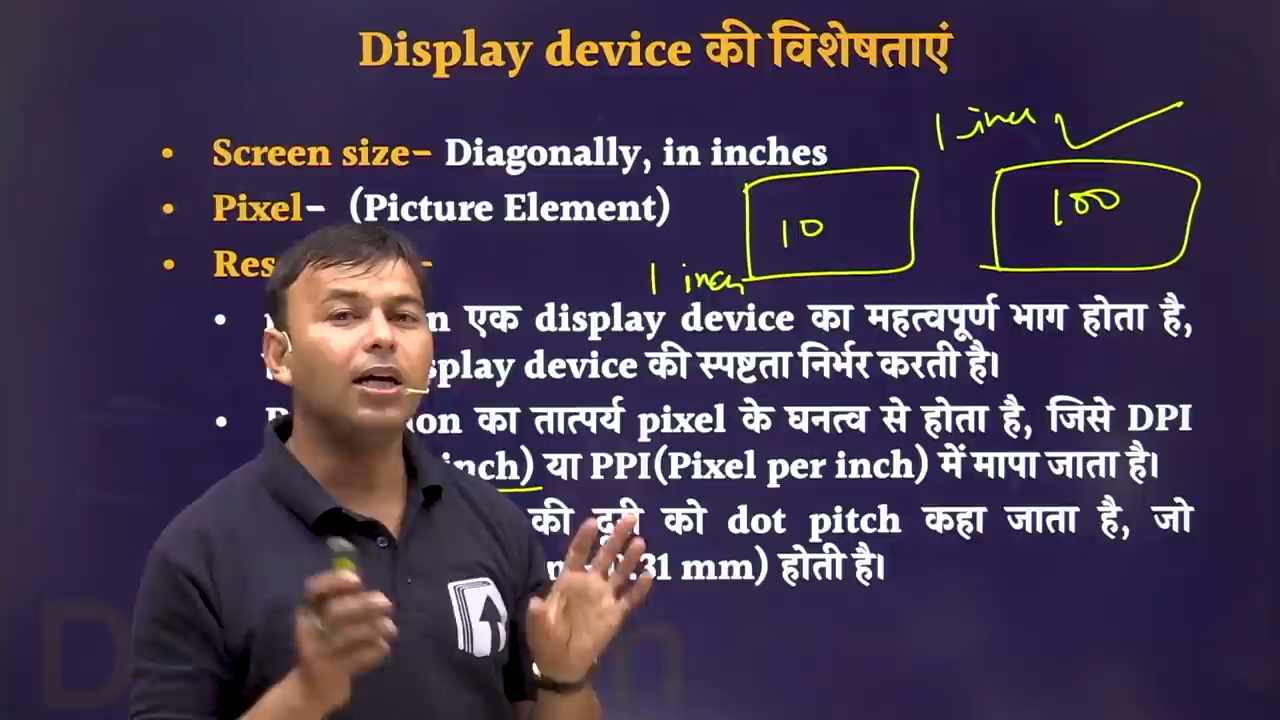 Display device की विशेषताएं
1 inch
• Screen size– Diagonally, in inches
• Pixel– (Picture Element)
10
100
• Res
1 inch
• एक display device का महत्वपूर्ण भाग होता है,
display device की स्पष्टता निर्भर करती है।
• का तात्पर्य pixel के घनत्व से होता है, जिसे DPI
inch) या PPI(Pixel per inch) में मापा जाता है।
की दूरी को dot pitch कहा जाता है, जो
.31 mm) होती है।